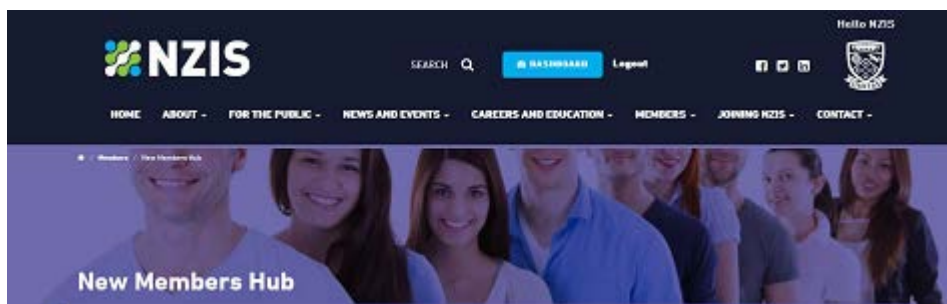 Hello NZIS
NZIS
SEARCH DASHBOARD Logout
HOME ABOUT FOR THE PUBLIC NEWS AND EVENTS CAREERS AND EDUCATION MEMBERS JOINING NZIS CONTACT
/ Members / New Members Hub
New Members Hub